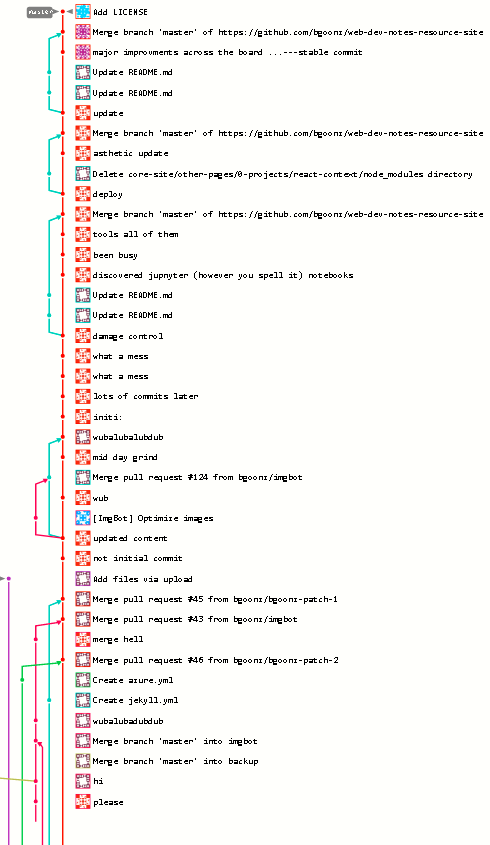 master
Add LICENSE
Merge branch 'master' of https://github.com/bgoonz/web-dev-notes-resource-site
major improvments across the board ...---stable commit
Update README.md
Update README.md
update
Merge branch 'master' of https://github.com/bgoonz/web-dev-notes-resource-site
asthetic update
Delete core-site/other-pages/0-projects/react-context/node_modules directory
deploy
Merge branch 'master' of https://github.com/bgoonz/web-dev-notes-resource-site
tools all of them
been busy
discovered jupnyter (however you spell it) notebooks
Update README.md
Update README.md
damage control
what a mess
what a mess
lots of commits later
initi:
wubalubalubdub
mid day grind
Merge pull request #124 from bgoonz/imgbot
wub
[ImgBot] Optimize images
updated content
not initial commit
Add files via upload
Merge pull request #45 from bgoonz/bgoonz-patch-1
Merge pull request #43 from bgoonz/imgbot
merge hell
Merge pull request #46 from bgoonz/bgoonz-patch-2
Create azure.yml
Create jekyll.yml
wubalubadubdub
Merge branch 'master' into imgbot
Merge branch 'master' into backup
hi
please